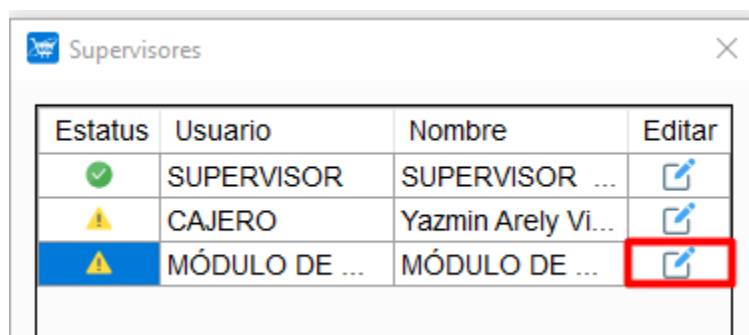 Supervisores
Estatus Usuario Nombre Editar
SUPERVISOR SUPERVISOR ...
CAJERO Yazmin Arely Vi...
MÓDULO DE ... MÓDULO DE ...